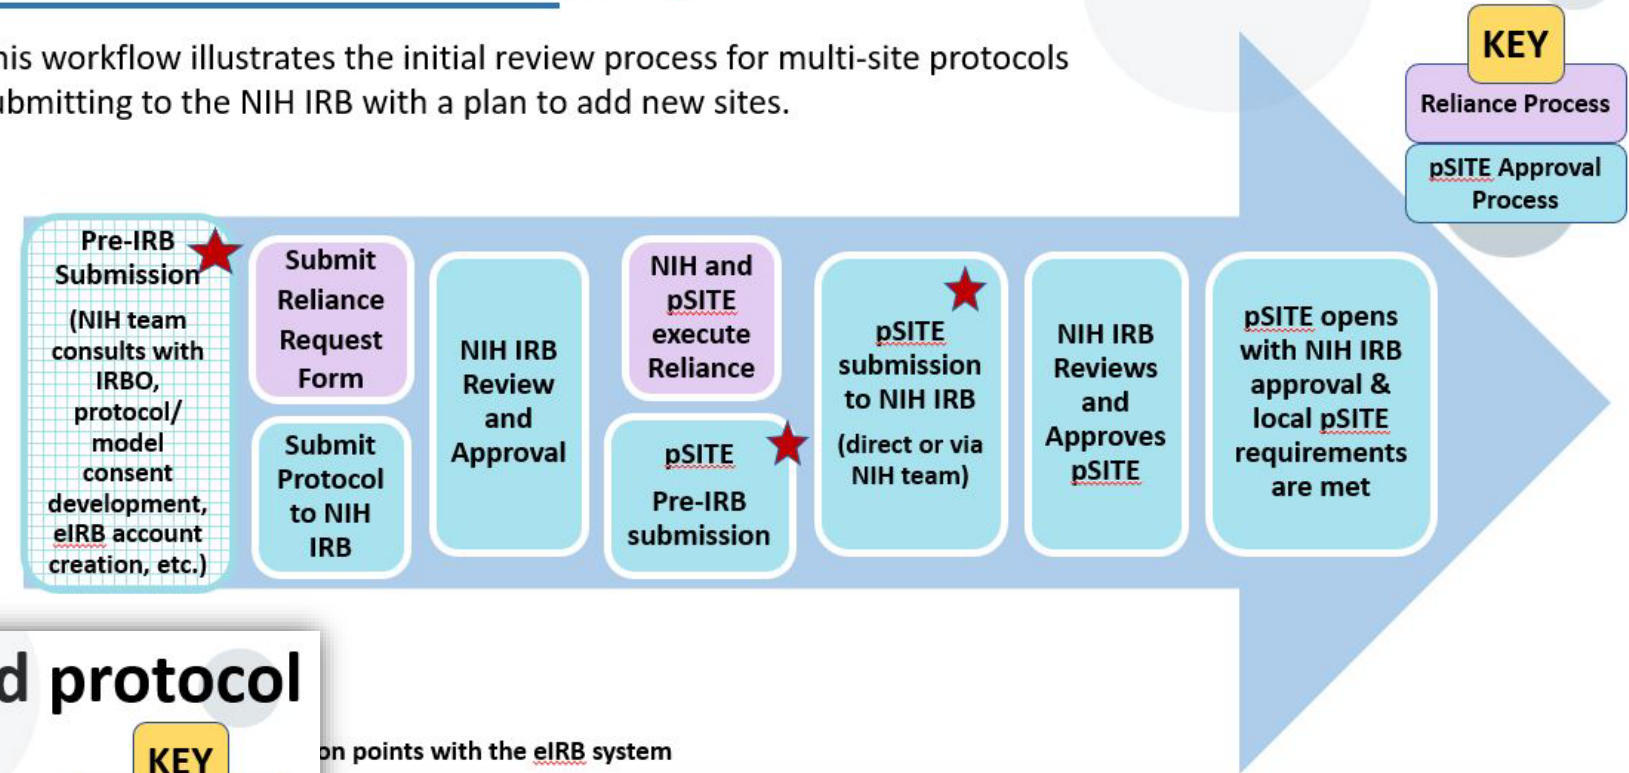 his workflow illustrates the initial review process for multi-site protocols
ubmitting to the NIH IRB with a plan to add new sites.
KEY
Reliance Process
pSITE Approval
Process
Pre-IRB
Submission
(NIH team
consults with
IRBO,
protocol/
model
consent
development,
eIRB account
creation, etc.)
Submit
Reliance
Request
Form
Submit
Protocol
to NIH
IRB
NIH IRB
Review
and
Approval
NIH and
pSITE
execute
Reliance
pSITE
Pre-IRB
submission
pSITE
submission
to NIH IRB
(direct or via
NIH team)
NIH IRB
Reviews
and
Approves
pSITE
pSITE opens
with NIH IRB
approval &
local pSITE
requirements
are met
d protocol
KEY
on points with the eIRB system